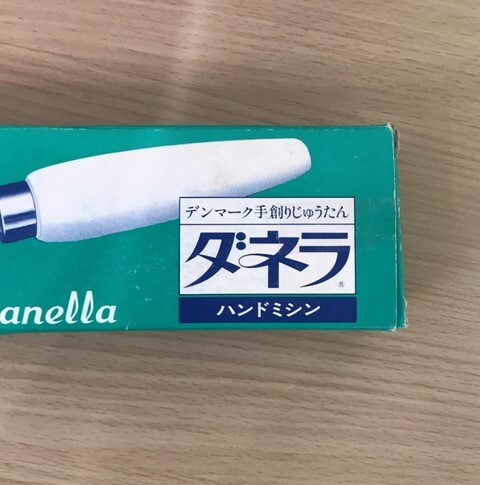 デンマーク手創りじゅうたん
ダネラ®
ハンドミシン
anella